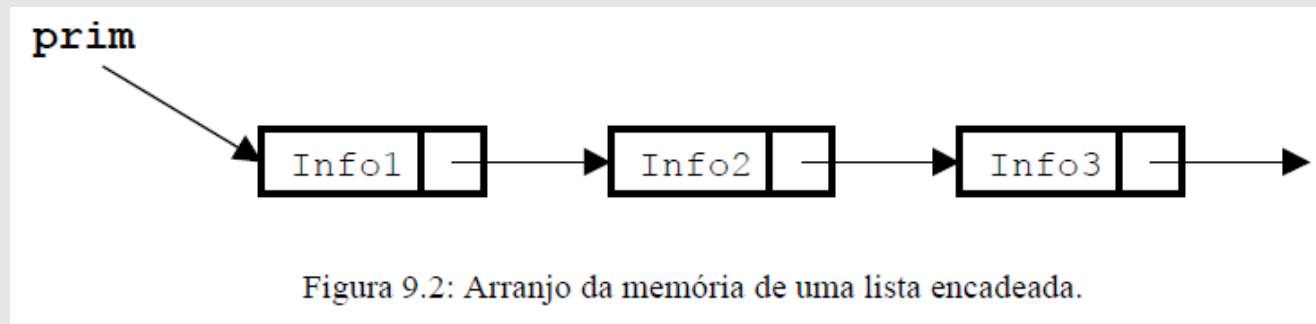 prim
Info1 Info2 Info3
Figura 9.2: Arranjo da memória de uma lista encadeada.